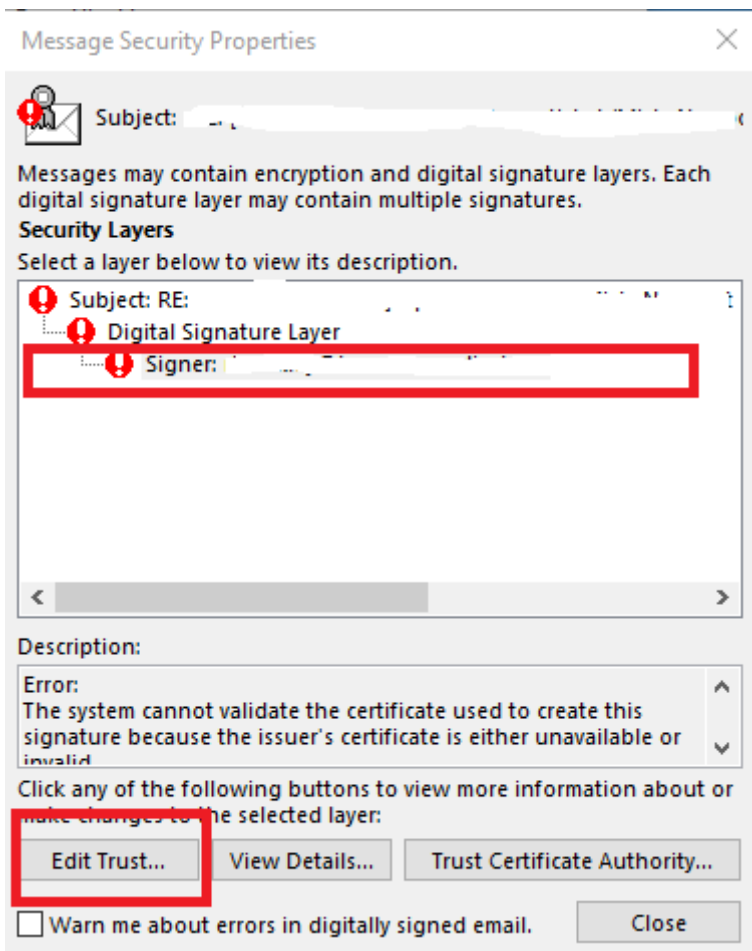 Message Security Properties
Subject:
Messages may contain encryption and digital signature layers. Each
digital signature layer may contain multiple signatures.
Security Layers
Select a layer below to view its description.
Subject: RE:
Digital Signature Layer
Signer:
Description:
Error:
The system cannot validate the certificate used to create this
signature because the issuer's certificate is either unavailable or
invalid
Click any of the following buttons to view more information about or
make changes to the selected layer:
Edit Trust... View Details... Trust Certificate Authority...
Warn me about errors in digitally signed email. Close